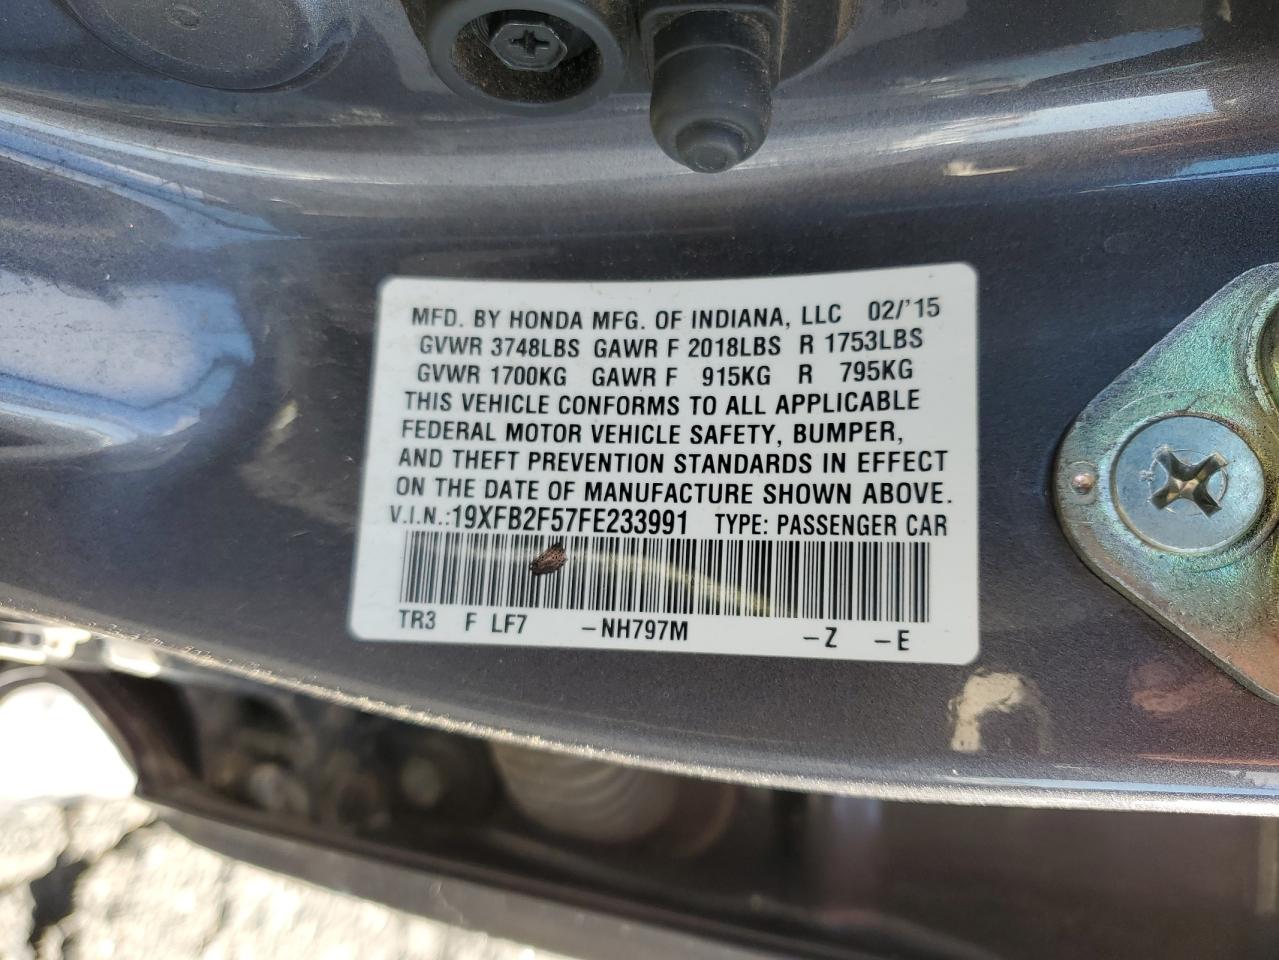 MFD. BY HONDA MFG. OF INDIANA, LLC 02/'15
GVWR 3748LBS GAWR F 2018LBS R 1753LBS
GVWR 1700KG GAWR F 915KG R 795KG
THIS VEHICLE CONFORMS TO ALL APPLICABLE
FEDERAL MOTOR VEHICLE SAFETY, BUMPER,
AND THEFT PREVENTION STANDARDS IN EFFECT
ON THE DATE OF MANUFACTURE SHOWN ABOVE.
V.I.N.:19XFB2F57FE233991 TYPE: PASSENGER CAR
TR3 F LF7 –NH797M –Z –E